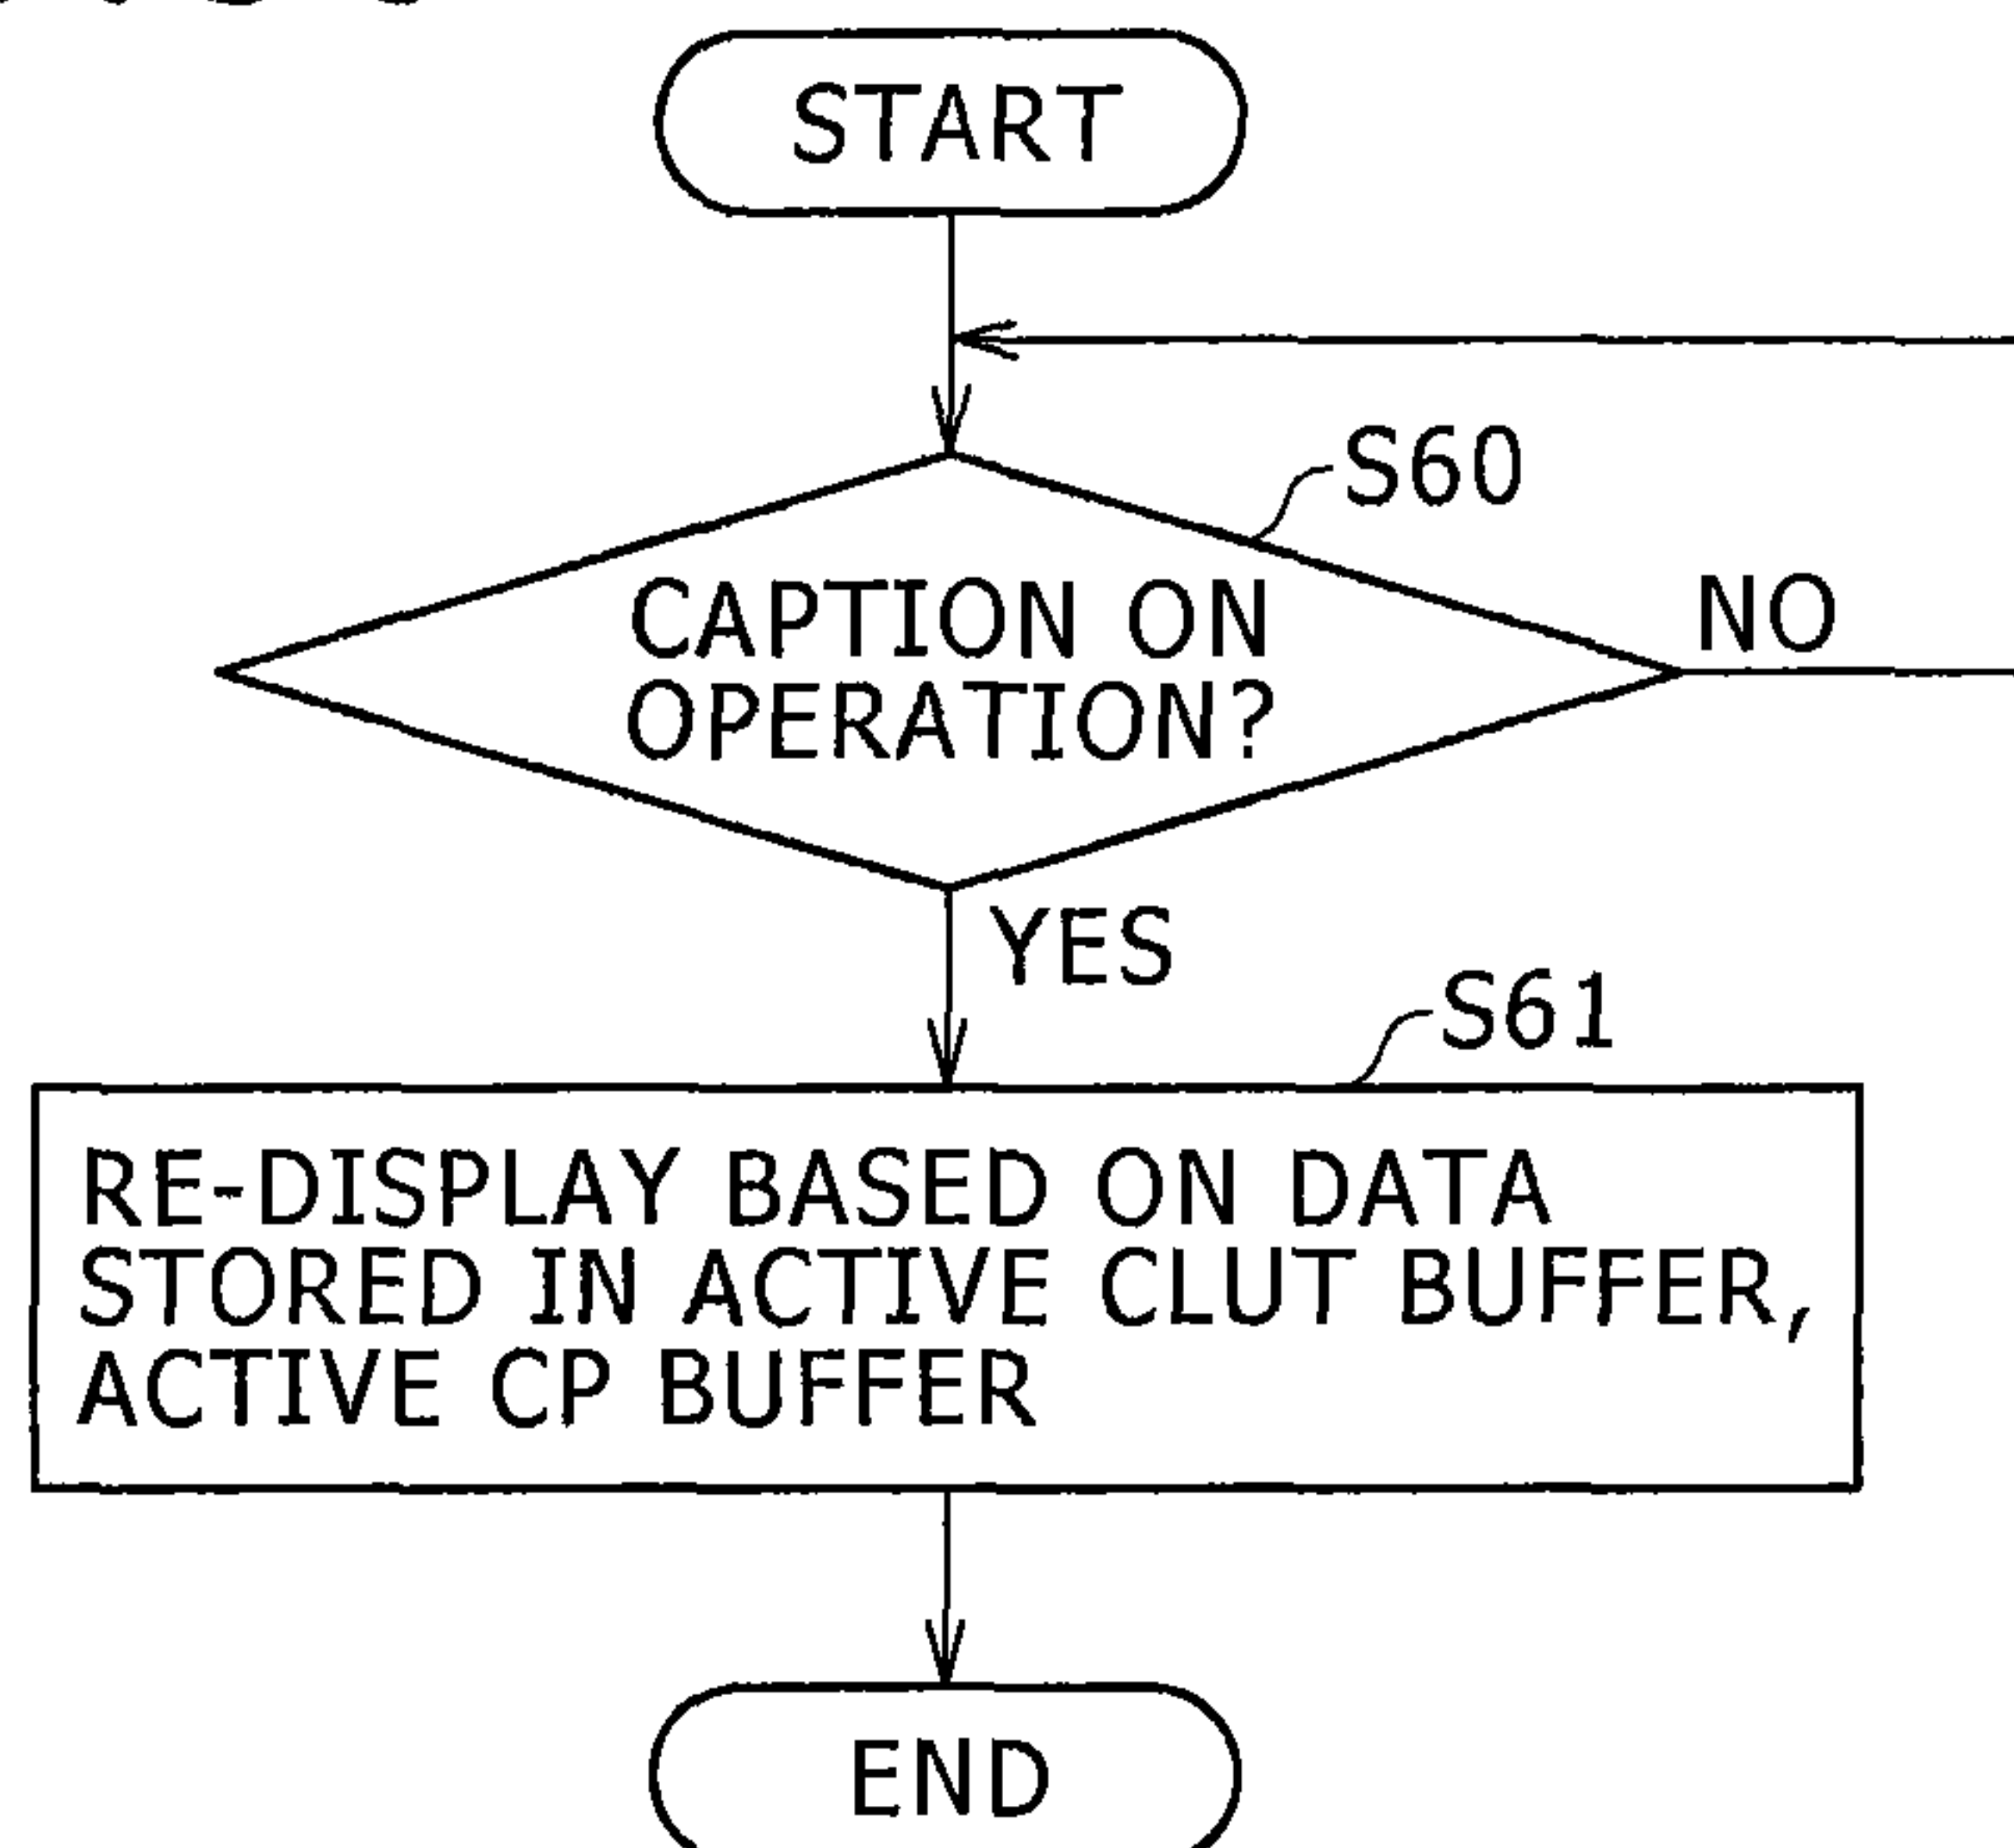 START
S60
CAPTION ON
OPERATION?
NO
YES
S61
RE-DISPLAY BASED ON DATA
STORED IN ACTIVE CLUT BUFFER,
ACTIVE CP BUFFER
END